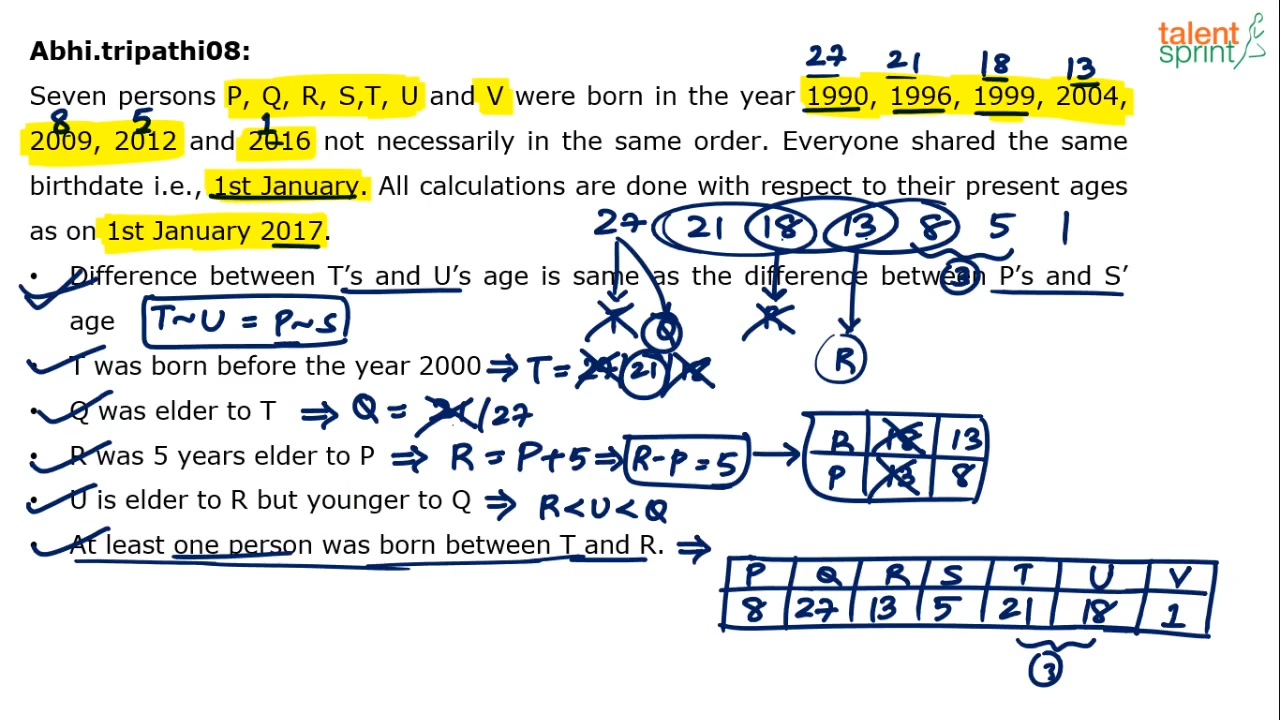 talent
sprint
Abhi.tripathi08:
27 21 18 13
Seven persons P, Q, R, S,T, U and V were born in the year 1990, 1996, 1999, 2004,
8 5 1
2009, 2012 and 2016 not necessarily in the same order. Everyone shared the same
birthdate i.e., 1st January. All calculations are done with respect to their present ages
as on 1st January 2017.
27 21 18 13 8 5 1
• Difference between T’s and U’s age is same as the difference between P’s and S’
3
age
T~U = P~S
T Q R
R
• T was born before the year 2000 ⇒ T = 27/21/18
• Q was elder to T ⇒ Q = 21/27
• R was 5 years elder to P ⇒ R = P+5 ⇒ R-P=5 →
R 18 13
P 13 8
• U is elder to R but younger to Q ⇒ R<U<Q
• At least one person was born between T and R. ⇒
P Q R S T U V
8 27 13 5 21 18 1
3